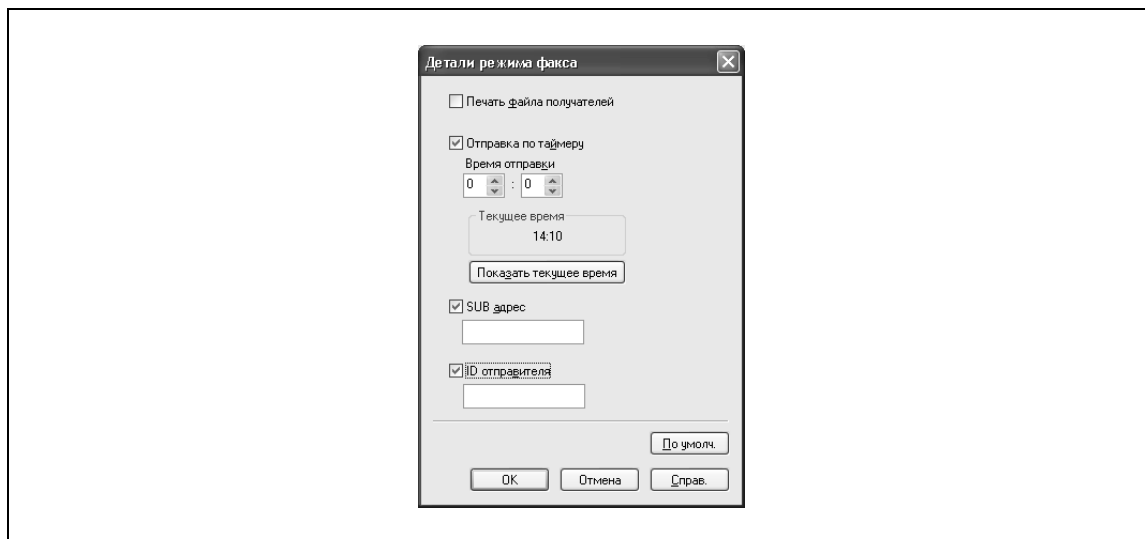 Детали режима факса
Печать файла получателей
Отправка по таймеру
Время отправки
0 : 0
Текущее время
14:10
Показать текущее время
SUB адрес
ID отправителя
По умолч.
OK Отмена Справ.